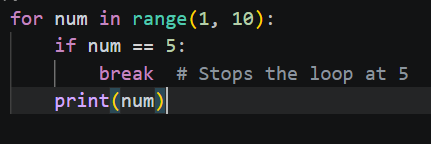 for num in range(1, 10):
    if num == 5:
        break  # Stops the loop at 5
    print(num)